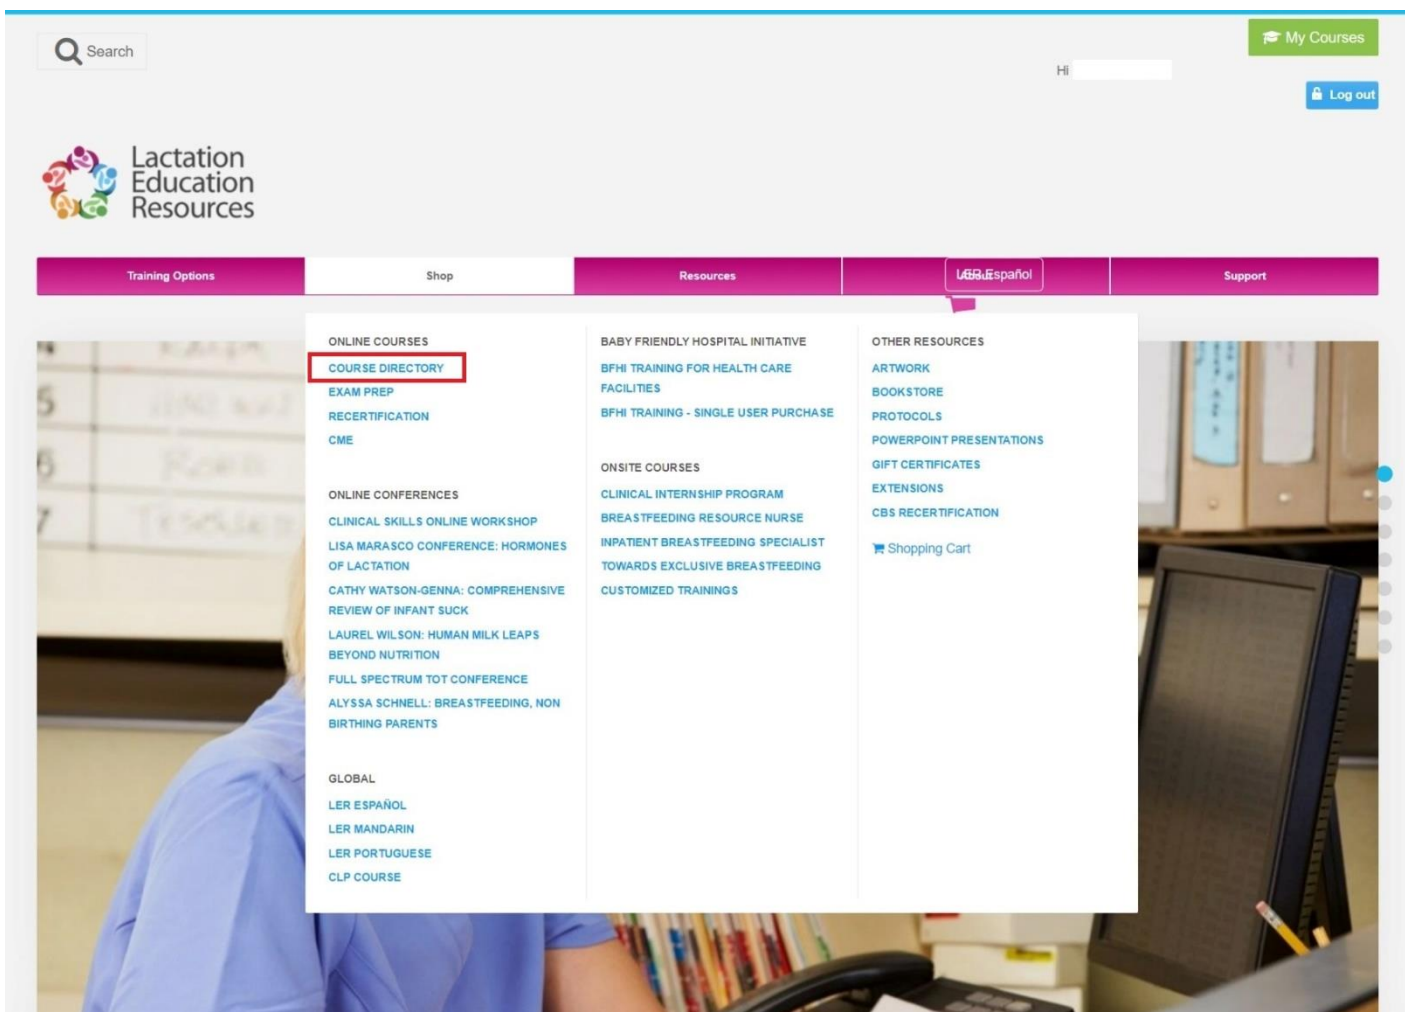 Search
My Courses
Hi
Log out
Lactation
Education
Resources
Training Options
Shop
Resources
LER Español
Support
ONLINE COURSES
COURSE DIRECTORY
EXAM PREP
RECERTIFICATION
CME
ONLINE CONFERENCES
CLINICAL SKILLS ONLINE WORKSHOP
LISA MARASCO CONFERENCE: HORMONES
OF LACTATION
CATHY WATSON-GENNA: COMPREHENSIVE
REVIEW OF INFANT SUCK
LAUREL WILSON: HUMAN MILK LEAPS
BEYOND NUTRITION
FULL SPECTRUM TOT CONFERENCE
ALYSSA SCHNELL: BREASTFEEDING, NON
BIRTHING PARENTS
GLOBAL
LER ESPAÑOL
LER MANDARIN
LER PORTUGUESE
CLP COURSE
BABY FRIENDLY HOSPITAL INITIATIVE
BFHI TRAINING FOR HEALTH CARE
FACILITIES
BFHI TRAINING - SINGLE USER PURCHASE
ONSITE COURSES
CLINICAL INTERNSHIP PROGRAM
BREASTFEEDING RESOURCE NURSE
INPATIENT BREASTFEEDING SPECIALIST
TOWARDS EXCLUSIVE BREASTFEEDING
CUSTOMIZED TRAININGS
OTHER RESOURCES
ARTWORK
BOOKSTORE
PROTOCOLS
POWERPOINT PRESENTATIONS
GIFT CERTIFICATES
EXTENSIONS
CBS RECERTIFICATION
Shopping Cart
5
6
7